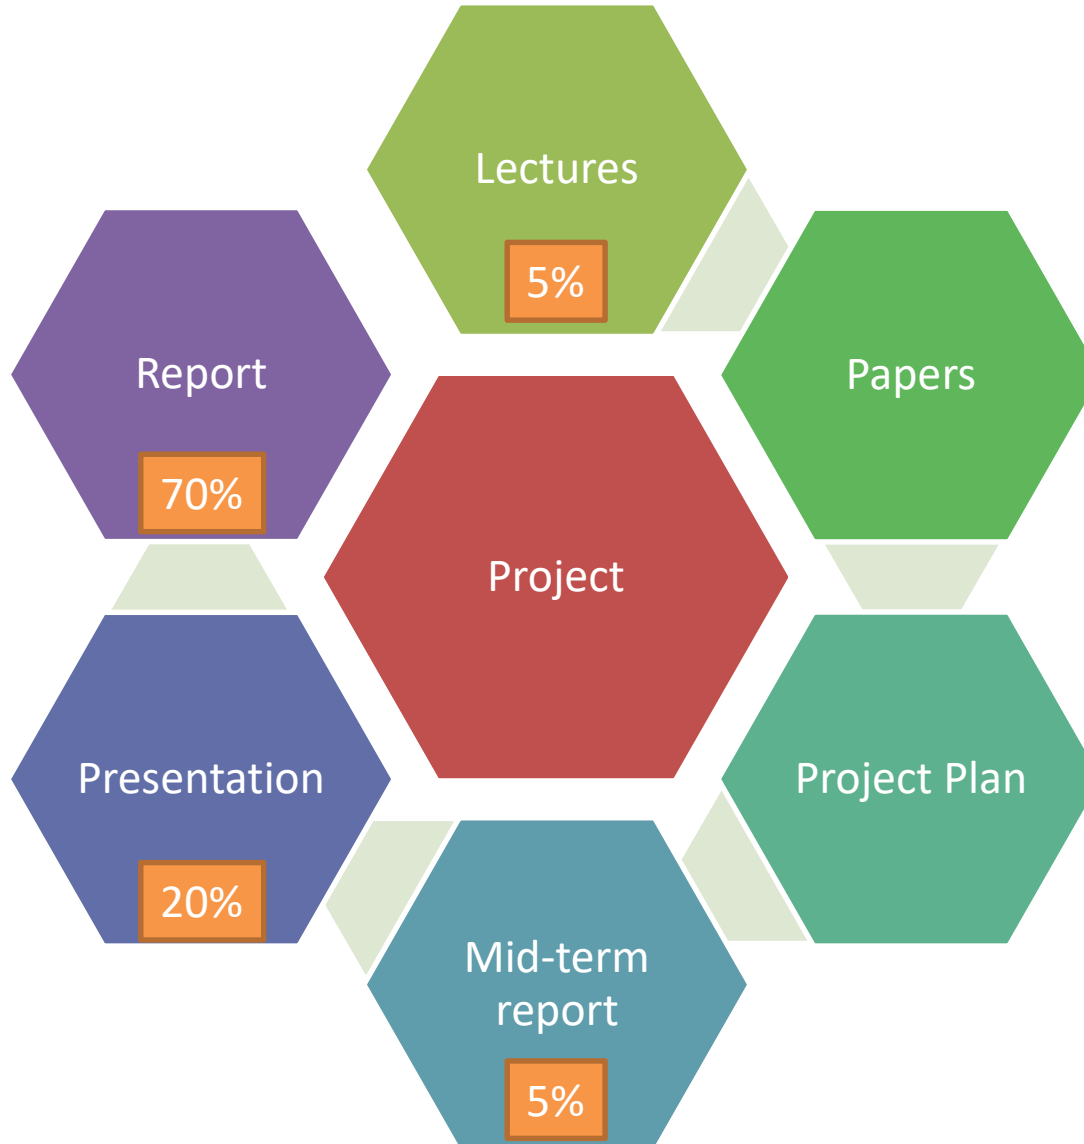 Lectures
5%
Papers
Project Plan
Mid-term
report
5%
Presentation
20%
Report
70%
Project